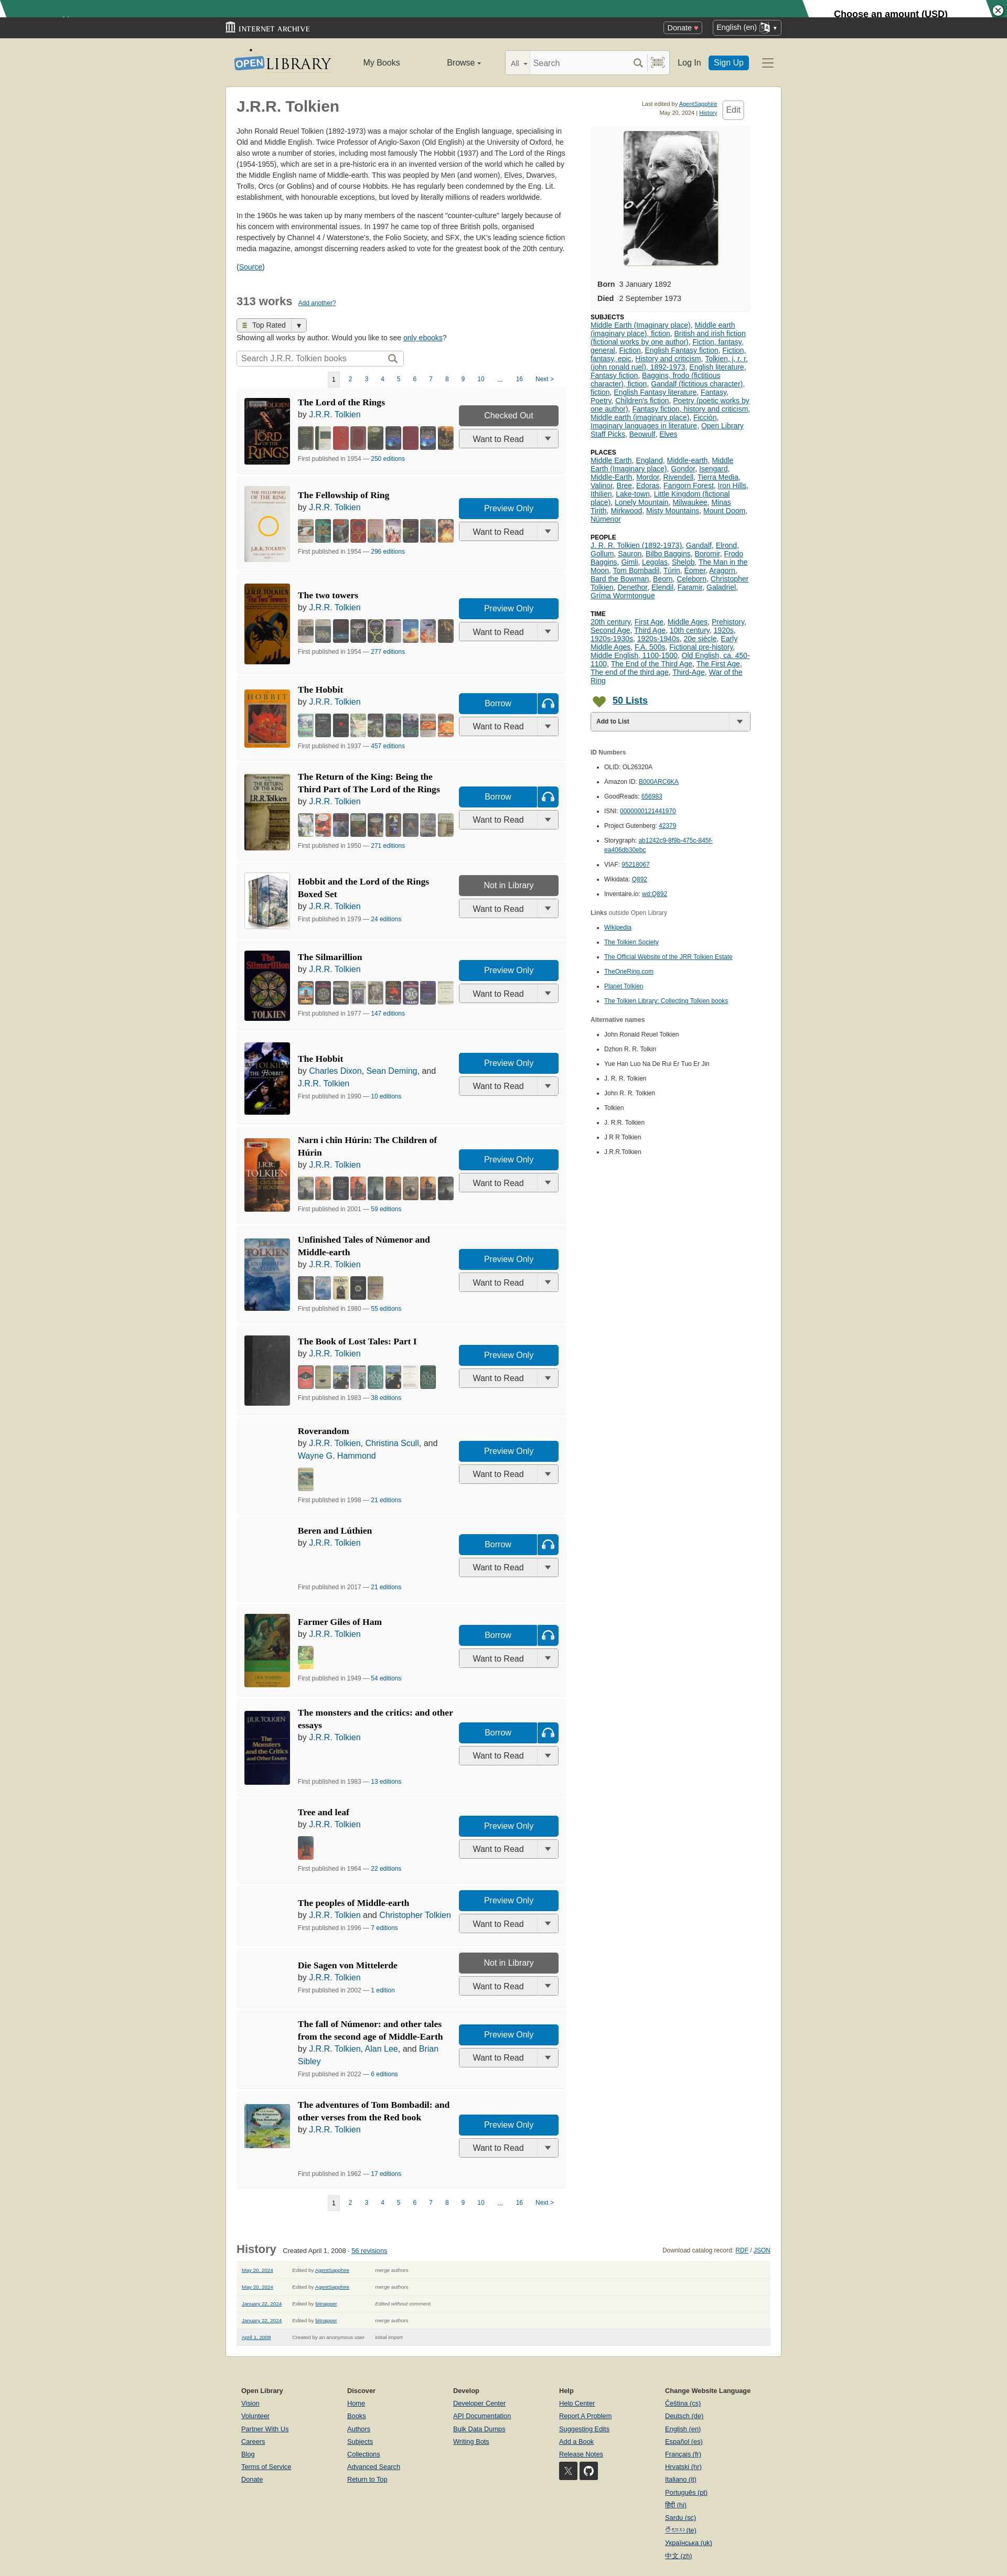 Choose an amount (USD)
INTERNET ARCHIVE
Donate ♥
English (en)
OPEN LIBRARY
My Books
Browse
All
Search
Log In
Sign Up
J.R.R. Tolkien
Last edited by AgentSapphire
May 20, 2024 | History
Edit
John Ronald Reuel Tolkien (1892-1973) was a major scholar of the English language, specialising in
Old and Middle English. Twice Professor of Anglo-Saxon (Old English) at the University of Oxford, he
also wrote a number of stories, including most famously The Hobbit (1937) and The Lord of the Rings
(1954-1955), which are set in a pre-historic era in an invented version of the world which he called by
the Middle English name of Middle-earth. This was peopled by Men (and women), Elves, Dwarves,
Trolls, Orcs (or Goblins) and of course Hobbits. He has regularly been condemned by the Eng. Lit.
establishment, with honourable exceptions, but loved by literally millions of readers worldwide.
In the 1960s he was taken up by many members of the nascent "counter-culture" largely because of
his concern with environmental issues. In 1997 he came top of three British polls, organised
respectively by Channel 4 / Waterstone's, the Folio Society, and SFX, the UK's leading science fiction
media magazine, amongst discerning readers asked to vote for the greatest book of the 20th century.
(Source)
313 works Add another?
Top Rated
Showing all works by author. Would you like to see only ebooks?
Search J.R.R. Tolkien books
1 2 3 4 5 6 7 8 9 10 ... 16 Next >
The Lord of the Rings
by J.R.R. Tolkien
First published in 1954 — 250 editions
Checked Out
Want to Read
The Fellowship of Ring
by J.R.R. Tolkien
First published in 1954 — 296 editions
Preview Only
Want to Read
The two towers
by J.R.R. Tolkien
First published in 1954 — 277 editions
Preview Only
Want to Read
The Hobbit
by J.R.R. Tolkien
First published in 1937 — 457 editions
Borrow
Want to Read
The Return of the King: Being the
Third Part of The Lord of the Rings
by J.R.R. Tolkien
First published in 1950 — 271 editions
Borrow
Want to Read
Hobbit and the Lord of the Rings
Boxed Set
by J.R.R. Tolkien
First published in 1979 — 24 editions
Not in Library
Want to Read
The Silmarillion
by J.R.R. Tolkien
First published in 1977 — 147 editions
Preview Only
Want to Read
The Hobbit
by Charles Dixon, Sean Deming, and
J.R.R. Tolkien
First published in 1990 — 10 editions
Preview Only
Want to Read
Narn i chîn Húrin: The Children of
Húrin
by J.R.R. Tolkien
First published in 2001 — 59 editions
Preview Only
Want to Read
Unfinished Tales of Númenor and
Middle-earth
by J.R.R. Tolkien
First published in 1980 — 55 editions
Preview Only
Want to Read
The Book of Lost Tales: Part I
by J.R.R. Tolkien
First published in 1983 — 38 editions
Preview Only
Want to Read
Roverandom
by J.R.R. Tolkien, Christina Scull, and
Wayne G. Hammond
First published in 1998 — 21 editions
Preview Only
Want to Read
Beren and Lúthien
by J.R.R. Tolkien
First published in 2017 — 21 editions
Borrow
Want to Read
Farmer Giles of Ham
by J.R.R. Tolkien
First published in 1949 — 54 editions
Borrow
Want to Read
The monsters and the critics: and other
essays
by J.R.R. Tolkien
First published in 1983 — 13 editions
Borrow
Want to Read
Tree and leaf
by J.R.R. Tolkien
First published in 1964 — 22 editions
Preview Only
Want to Read
The peoples of Middle-earth
by J.R.R. Tolkien and Christopher Tolkien
First published in 1996 — 7 editions
Preview Only
Want to Read
Die Sagen von Mittelerde
by J.R.R. Tolkien
First published in 2002 — 1 edition
Not in Library
Want to Read
The fall of Númenor: and other tales
from the second age of Middle-Earth
by J.R.R. Tolkien, Alan Lee, and Brian
Sibley
First published in 2022 — 6 editions
Preview Only
Want to Read
The adventures of Tom Bombadil: and
other verses from the Red book
by J.R.R. Tolkien
First published in 1962 — 17 editions
Preview Only
Want to Read
1 2 3 4 5 6 7 8 9 10 ... 16 Next >
Born 3 January 1892
Died 2 September 1973
SUBJECTS
Middle Earth (Imaginary place), Middle earth
(imaginary place), fiction, British and irish fiction
(fictional works by one author), Fiction, fantasy,
general, Fiction, English Fantasy fiction, Fiction,
fantasy, epic, History and criticism, Tolkien, j. r. r.
(john ronald ruel), 1892-1973, English literature,
Fantasy fiction, Baggins, frodo (fictitious
character), fiction, Gandalf (fictitious character),
fiction, English Fantasy literature, Fantasy,
Poetry, Children's fiction, Poetry (poetic works by
one author), Fantasy fiction, history and criticism,
Middle earth (imaginary place), Ficción,
Imaginary languages in literature, Open Library
Staff Picks, Beowulf, Elves
PLACES
Middle Earth, England, Middle-earth, Middle
Earth (Imaginary place), Gondor, Isengard,
Middle-Earth, Mordor, Rivendell, Tierra Media,
Valinor, Bree, Edoras, Fangorn Forest, Iron Hills,
Ithilien, Lake-town, Little Kingdom (fictional
place), Lonely Mountain, Milwaukee, Minas
Tirith, Mirkwood, Misty Mountains, Mount Doom,
Númenor
PEOPLE
J. R. R. Tolkien (1892-1973), Gandalf, Elrond,
Gollum, Sauron, Bilbo Baggins, Boromir, Frodo
Baggins, Gimli, Legolas, Shelob, The Man in the
Moon, Tom Bombadil, Túrin, Éomer, Aragorn,
Bard the Bowman, Beorn, Celeborn, Christopher
Tolkien, Denethor, Elendil, Faramir, Galadriel,
Gríma Wormtongue
TIME
20th century, First Age, Middle Ages, Prehistory,
Second Age, Third Age, 10th century, 1920s,
1920s-1930s, 1920s-1940s, 20e siècle, Early
Middle Ages, F.A. 500s, Fictional pre-history,
Middle English, 1100-1500, Old English, ca. 450-
1100, The End of the Third Age, The First Age,
The end of the third age, Third-Age, War of the
Ring
50 Lists
Add to List
ID Numbers
OLID: OL26320A
Amazon ID: B000ARC6KA
GoodReads: 656983
ISNI: 0000000121441970
Project Gutenberg: 42379
Storygraph: ab1242c9-8f9b-475c-845f-
ea406db30ebc
VIAF: 95218067
Wikidata: Q892
Inventaire.io: wd:Q892
Links outside Open Library
Wikipedia
The Tolkien Society
The Official Website of the JRR Tolkien Estate
TheOneRing.com
Planet Tolkien
The Tolkien Library: Collecting Tolkien books
Alternative names
John Ronald Reuel Tolkien
Dzhon R. R. Tolkin
Yue Han Luo Na De Rui Er Tuo Er Jin
J. R. R. Tolkien
John R. R. Tolkien
Tolkien
J. R.R. Tolkien
J R R Tolkien
J.R.R.Tolkien
History Created April 1, 2008 · 56 revisions
Download catalog record: RDF / JSON
May 20, 2024 Edited by AgentSapphire merge authors
May 20, 2024 Edited by AgentSapphire merge authors
January 22, 2024 Edited by bitnapper Edited without comment.
January 22, 2024 Edited by bitnapper merge authors
April 1, 2008 Created by an anonymous user initial import
Open Library
Vision
Volunteer
Partner With Us
Careers
Blog
Terms of Service
Donate
Discover
Home
Books
Authors
Subjects
Collections
Advanced Search
Return to Top
Develop
Developer Center
API Documentation
Bulk Data Dumps
Writing Bots
Help
Help Center
Report A Problem
Suggesting Edits
Add a Book
Release Notes
Change Website Language
Čeština (cs)
Deutsch (de)
English (en)
Español (es)
Français (fr)
Hrvatski (hr)
Italiano (it)
Português (pt)
हिंदी (hi)
Sardu (sc)
తెలుగు (te)
Українська (uk)
中文 (zh)